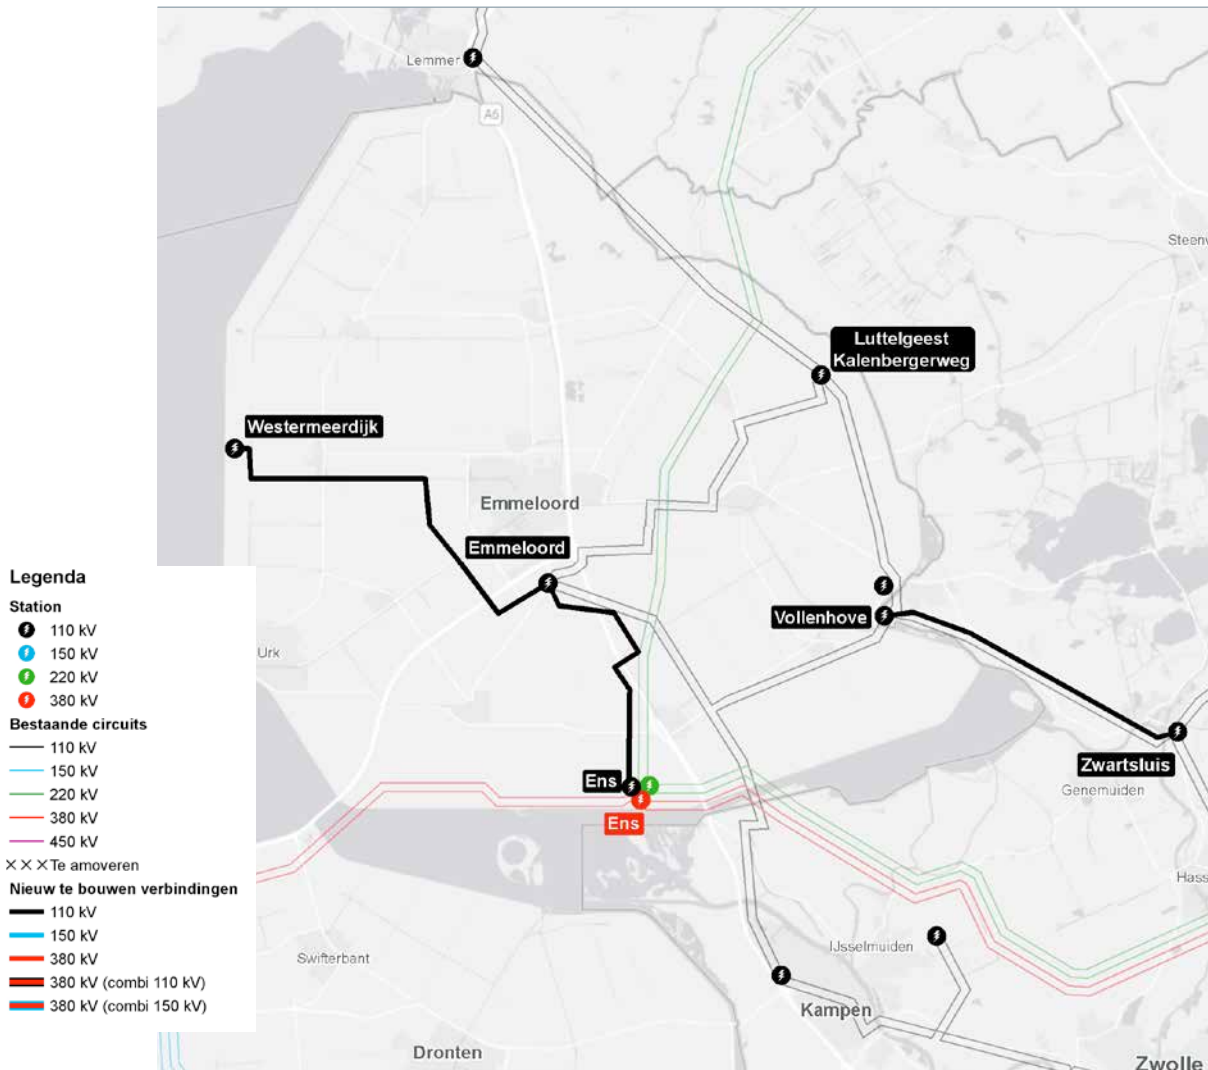 Lemmer
A6
Steenw
Luttelgeest
Kalenbergerweg
Westermeerdijk
Emmeloord
Emmeloord
Vollenhove
Urk
Zwartsluis
Genemuiden
Ens
Ens
Hass
IJsselmuiden
Swifterbant
Kampen
Dronten
Zwolle
Legenda
Station
110 kV
150 kV
220 kV
380 kV
Bestaande circuits
110 kV
150 kV
220 kV
380 kV
450 kV
Te amoveren
Nieuw te bouwen verbindingen
110 kV
150 kV
380 kV
380 kV (combi 110 kV)
380 kV (combi 150 kV)